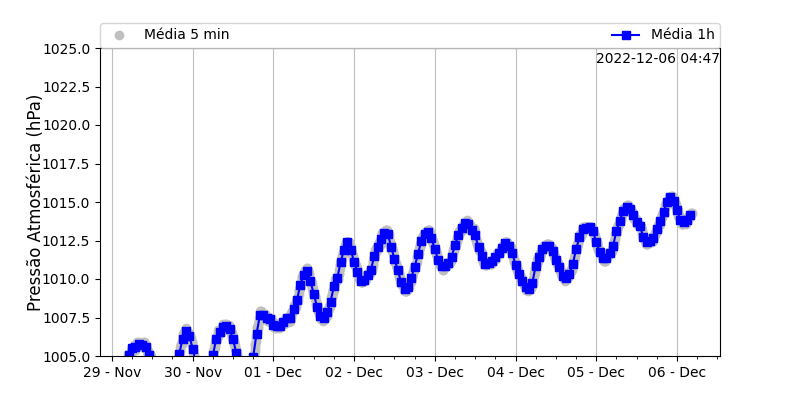 Média 5 min
Média 1h
2022-12-06 04:47
Pressão Atmosférica (hPa)
1025.0
1022.5
1020.0
1017.5
1015.0
1012.5
1010.0
1007.5
1005.0
29 - Nov
30 - Nov
01 - Dec
02 - Dec
03 - Dec
04 - Dec
05 - Dec
06 - Dec